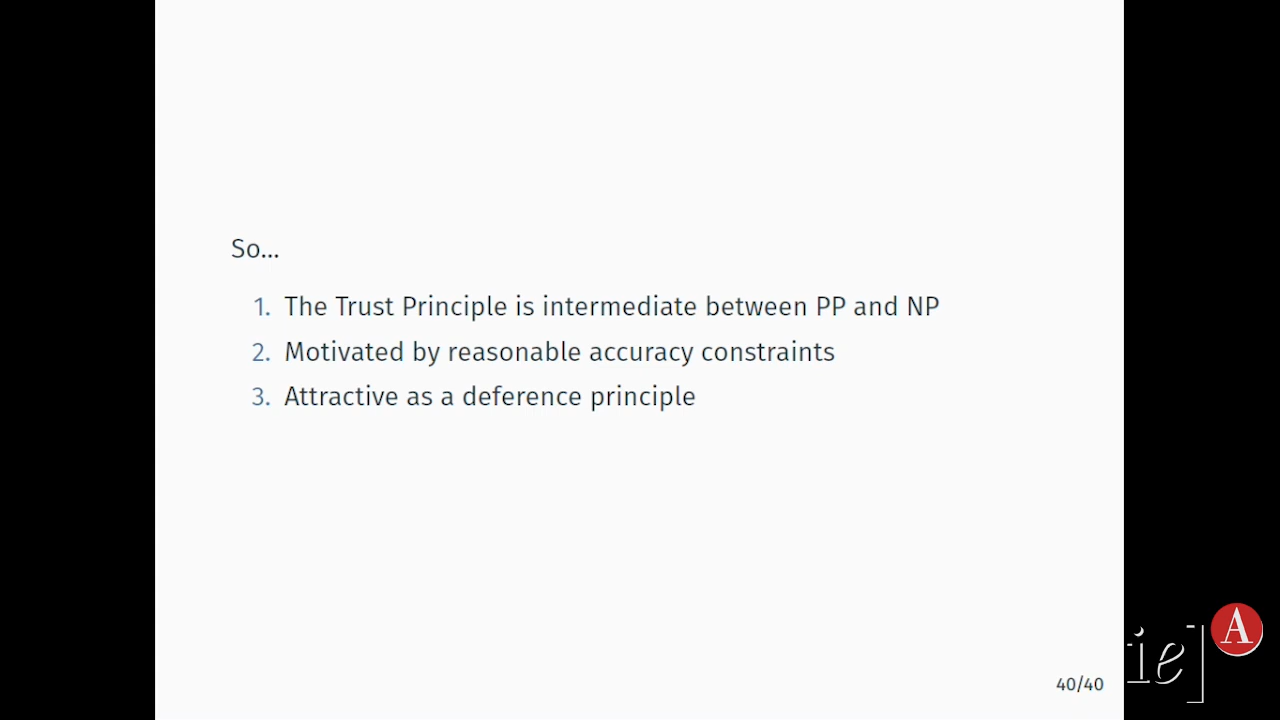 So...
1. The Trust Principle is intermediate between PP and NP
2. Motivated by reasonable accuracy constraints
3. Attractive as a deference principle
40/40
ie]
A